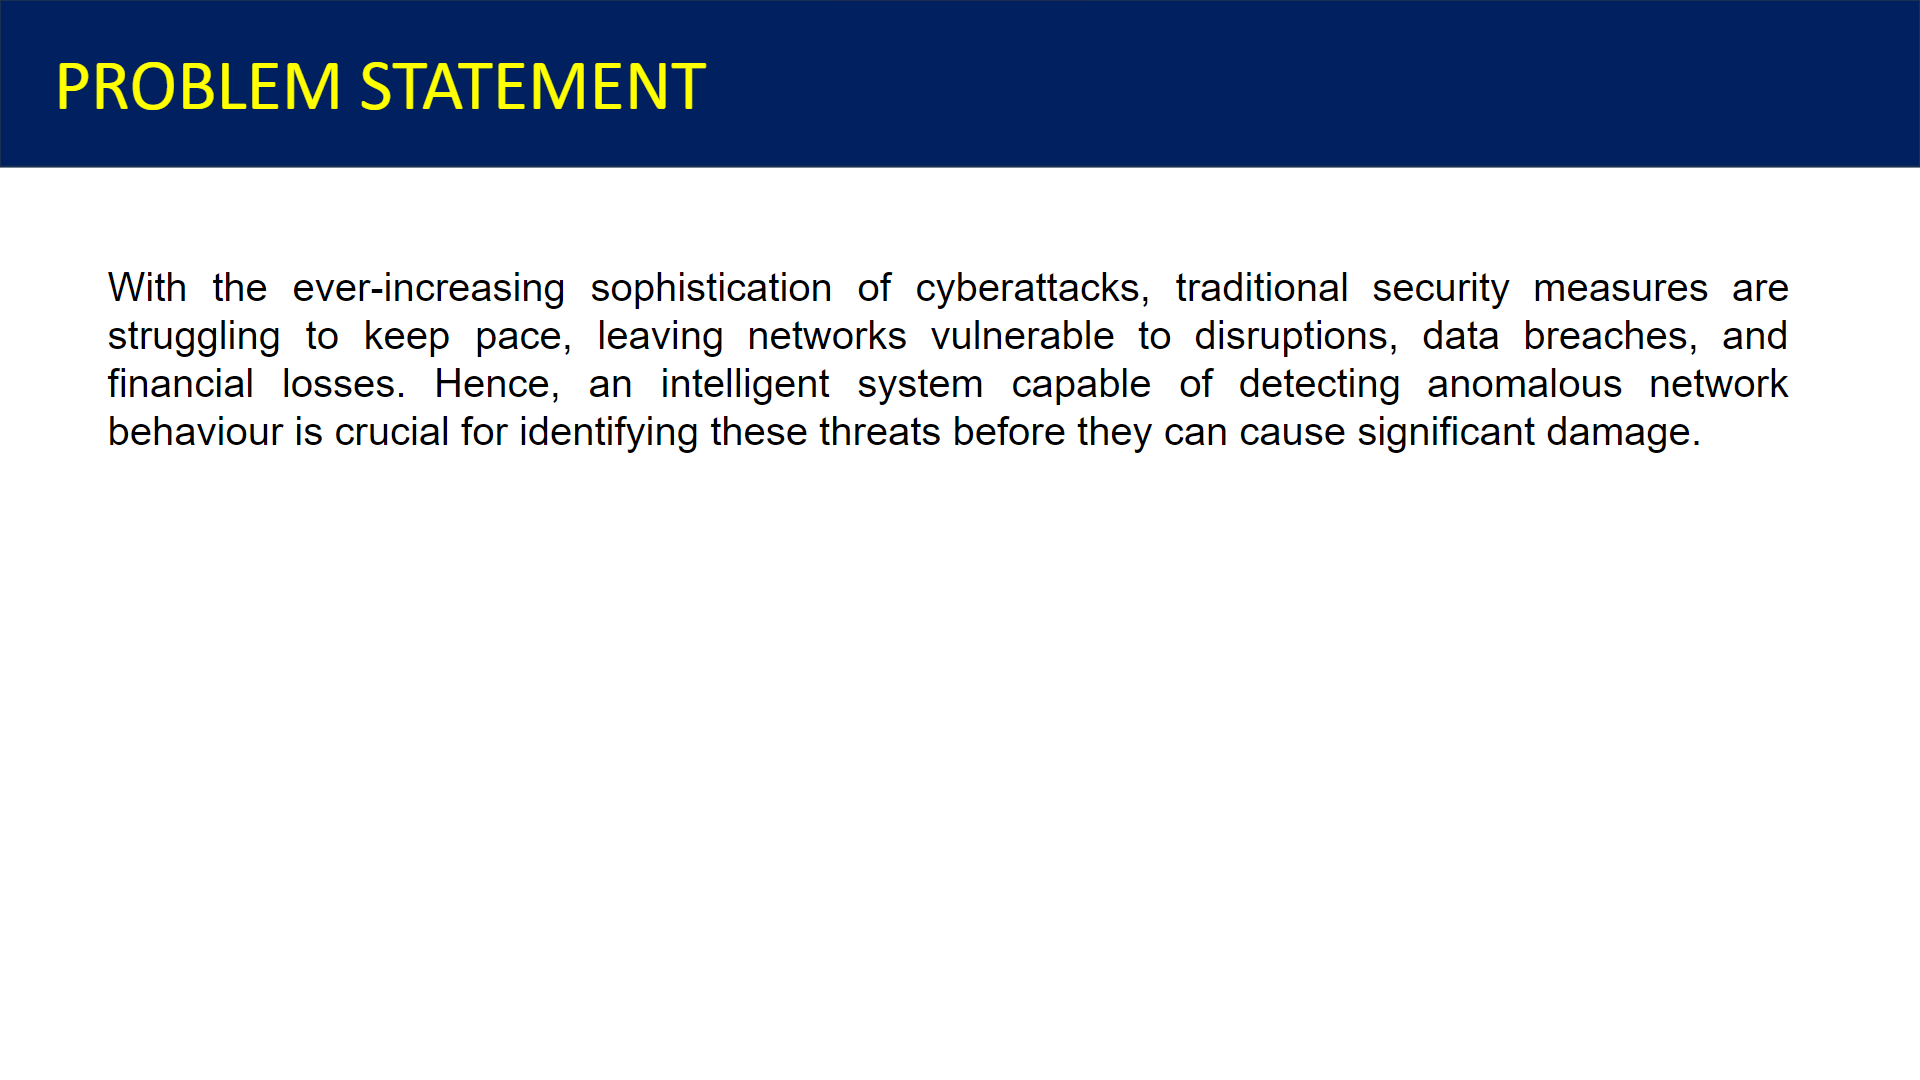 PROBLEM STATEMENT
With the ever-increasing sophistication of cyberattacks, traditional security measures are
struggling to keep pace, leaving networks vulnerable to disruptions, data breaches, and
financial losses. Hence, an intelligent system capable of detecting anomalous network
behaviour is crucial for identifying these threats before they can cause significant damage.